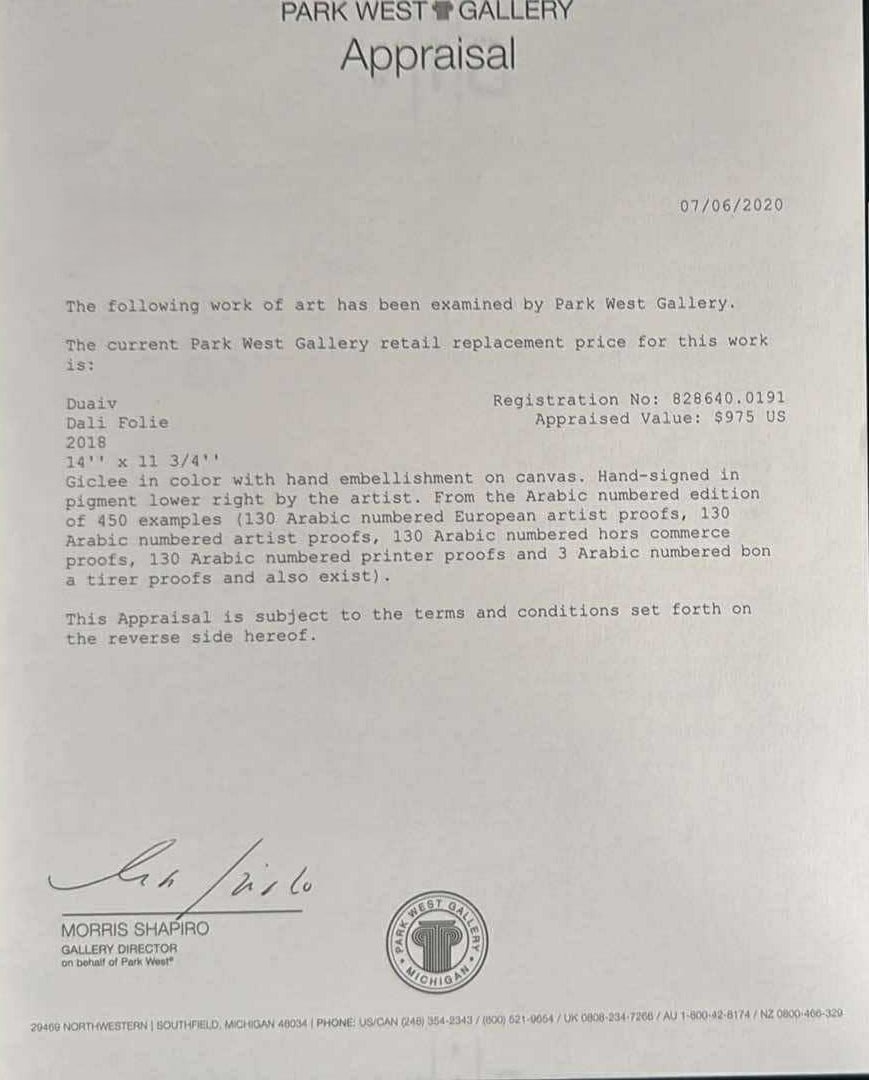 PARK WEST GALLERY
Appraisal
07/06/2020
The following work of art has been examined by Park West Gallery.
The current Park West Gallery retail replacement price for this work
is:
Duaiv
Registration No: 828640.0191
Dali Folie
Appraised Value: $975 US
2018
14'' x 11 3/4''
Giclee in color with hand embellishment on canvas. Hand-signed in
pigment lower right by the artist. From the Arabic numbered edition
of 450 examples (130 Arabic numbered European artist proofs, 130
Arabic numbered artist proofs, 130 Arabic numbered hors commerce
proofs, 130 Arabic numbered printer proofs and 3 Arabic numbered bon
a tirer proofs and also exist).
This Appraisal is subject to the terms and conditions set forth on
the reverse side hereof.
MORRIS SHAPIRO
GALLERY DIRECTOR
on behalf of Park West®
PARK WEST GALLERY
MICHIGAN
29469 NORTHWESTERN | SOUTHFIELD, MICHIGAN 48034 | PHONE: US/CAN (248) 354-2343 / (800) 521-9654 / UK 0808-234-7266 / AU 1-800-42-8174 / NZ 0800-466-329